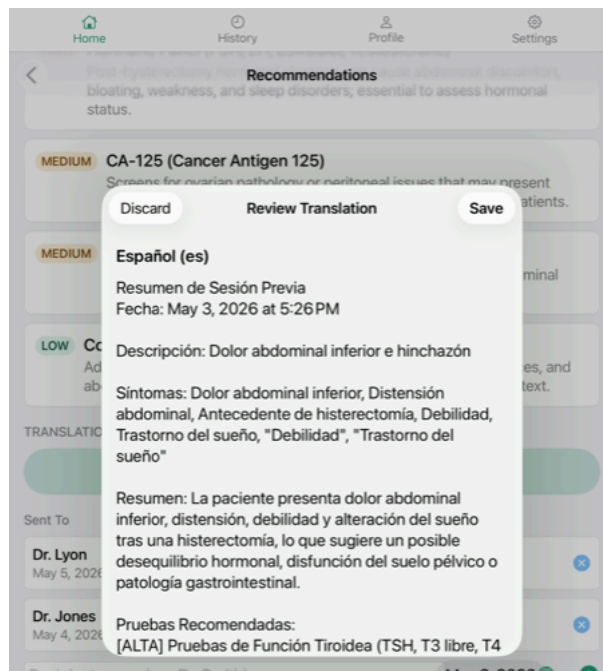 Home
History
Profile
Settings
Recommendations
bloating, weakness, and sleep disorders; essential to assess hormonal
status.
MEDIUM CA-125 (Cancer Antigen 125)
Screens for ovarian pathology or peritoneal issues that may present
atients.
Discard
Review Translation
Save
MEDIUM
minal
Español (es)
Resumen de Sesión Previa
Fecha: May 3, 2026 at 5:26 PM
LOW Co
Ad
es, and
ab
text.
Descripción: Dolor abdominal inferior e hinchazón
Síntomas: Dolor abdominal inferior, Distensión
abdominal, Antecedente de histerectomía, Debilidad,
Trastorno del sueño, "Debilidad", "Trastorno del
sueño"
TRANSLATIO
Resumen: La paciente presenta dolor abdominal
inferior, distensión, debilidad y alteración del sueño
tras una histerectomía, lo que sugiere un posible
desequilibrio hormonal, disfunción del suelo pélvico o
patología gastrointestinal.
Sent To
Dr. Lyon
May 5, 2026
Dr. Jones
May 4, 2026
Pruebas Recomendadas:
[ALTA] Pruebas de Función Tiroidea (TSH, T3 libre, T4